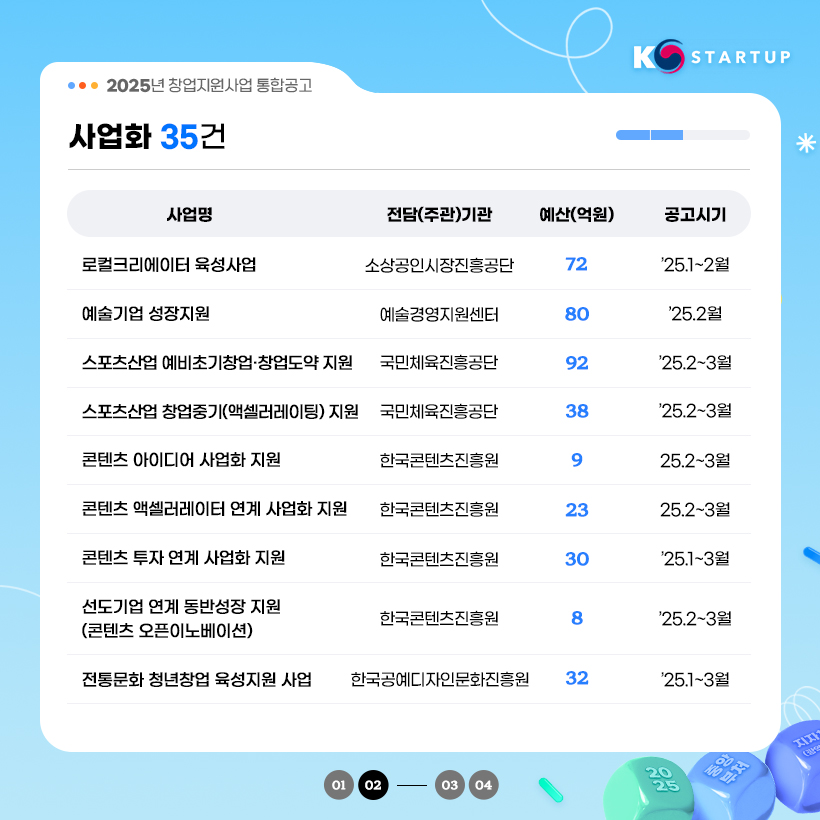 K STARTUP
2025년 창업지원사업 통합공고
사업화 35건
사업명 전담(주관)기관 예산(억원) 공고시기
로컬크리에이터 육성사업 소상공인시장진흥공단 72 ’25.1~2월
예술기업 성장지원 예술경영지원센터 80 ’25.2월
스포츠산업 예비초기창업·창업도약 지원 국민체육진흥공단 92 ’25.2~3월
스포츠산업 창업중기(액셀러레이팅) 지원 국민체육진흥공단 38 ’25.2~3월
콘텐츠 아이디어 사업화 지원 한국콘텐츠진흥원 9 25.2~3월
콘텐츠 액셀러레이터 연계 사업화 지원 한국콘텐츠진흥원 23 25.2~3월
콘텐츠 투자 연계 사업화 지원 한국콘텐츠진흥원 30 ’25.1~3월
선도기업 연계 동반성장 지원
(콘텐츠 오픈이노베이션) 한국콘텐츠진흥원 8 ’25.2~3월
전통문화 청년창업 육성지원 사업 한국공예디자인문화진흥원 32 ’25.1~3월
01 02 03 04
20
25